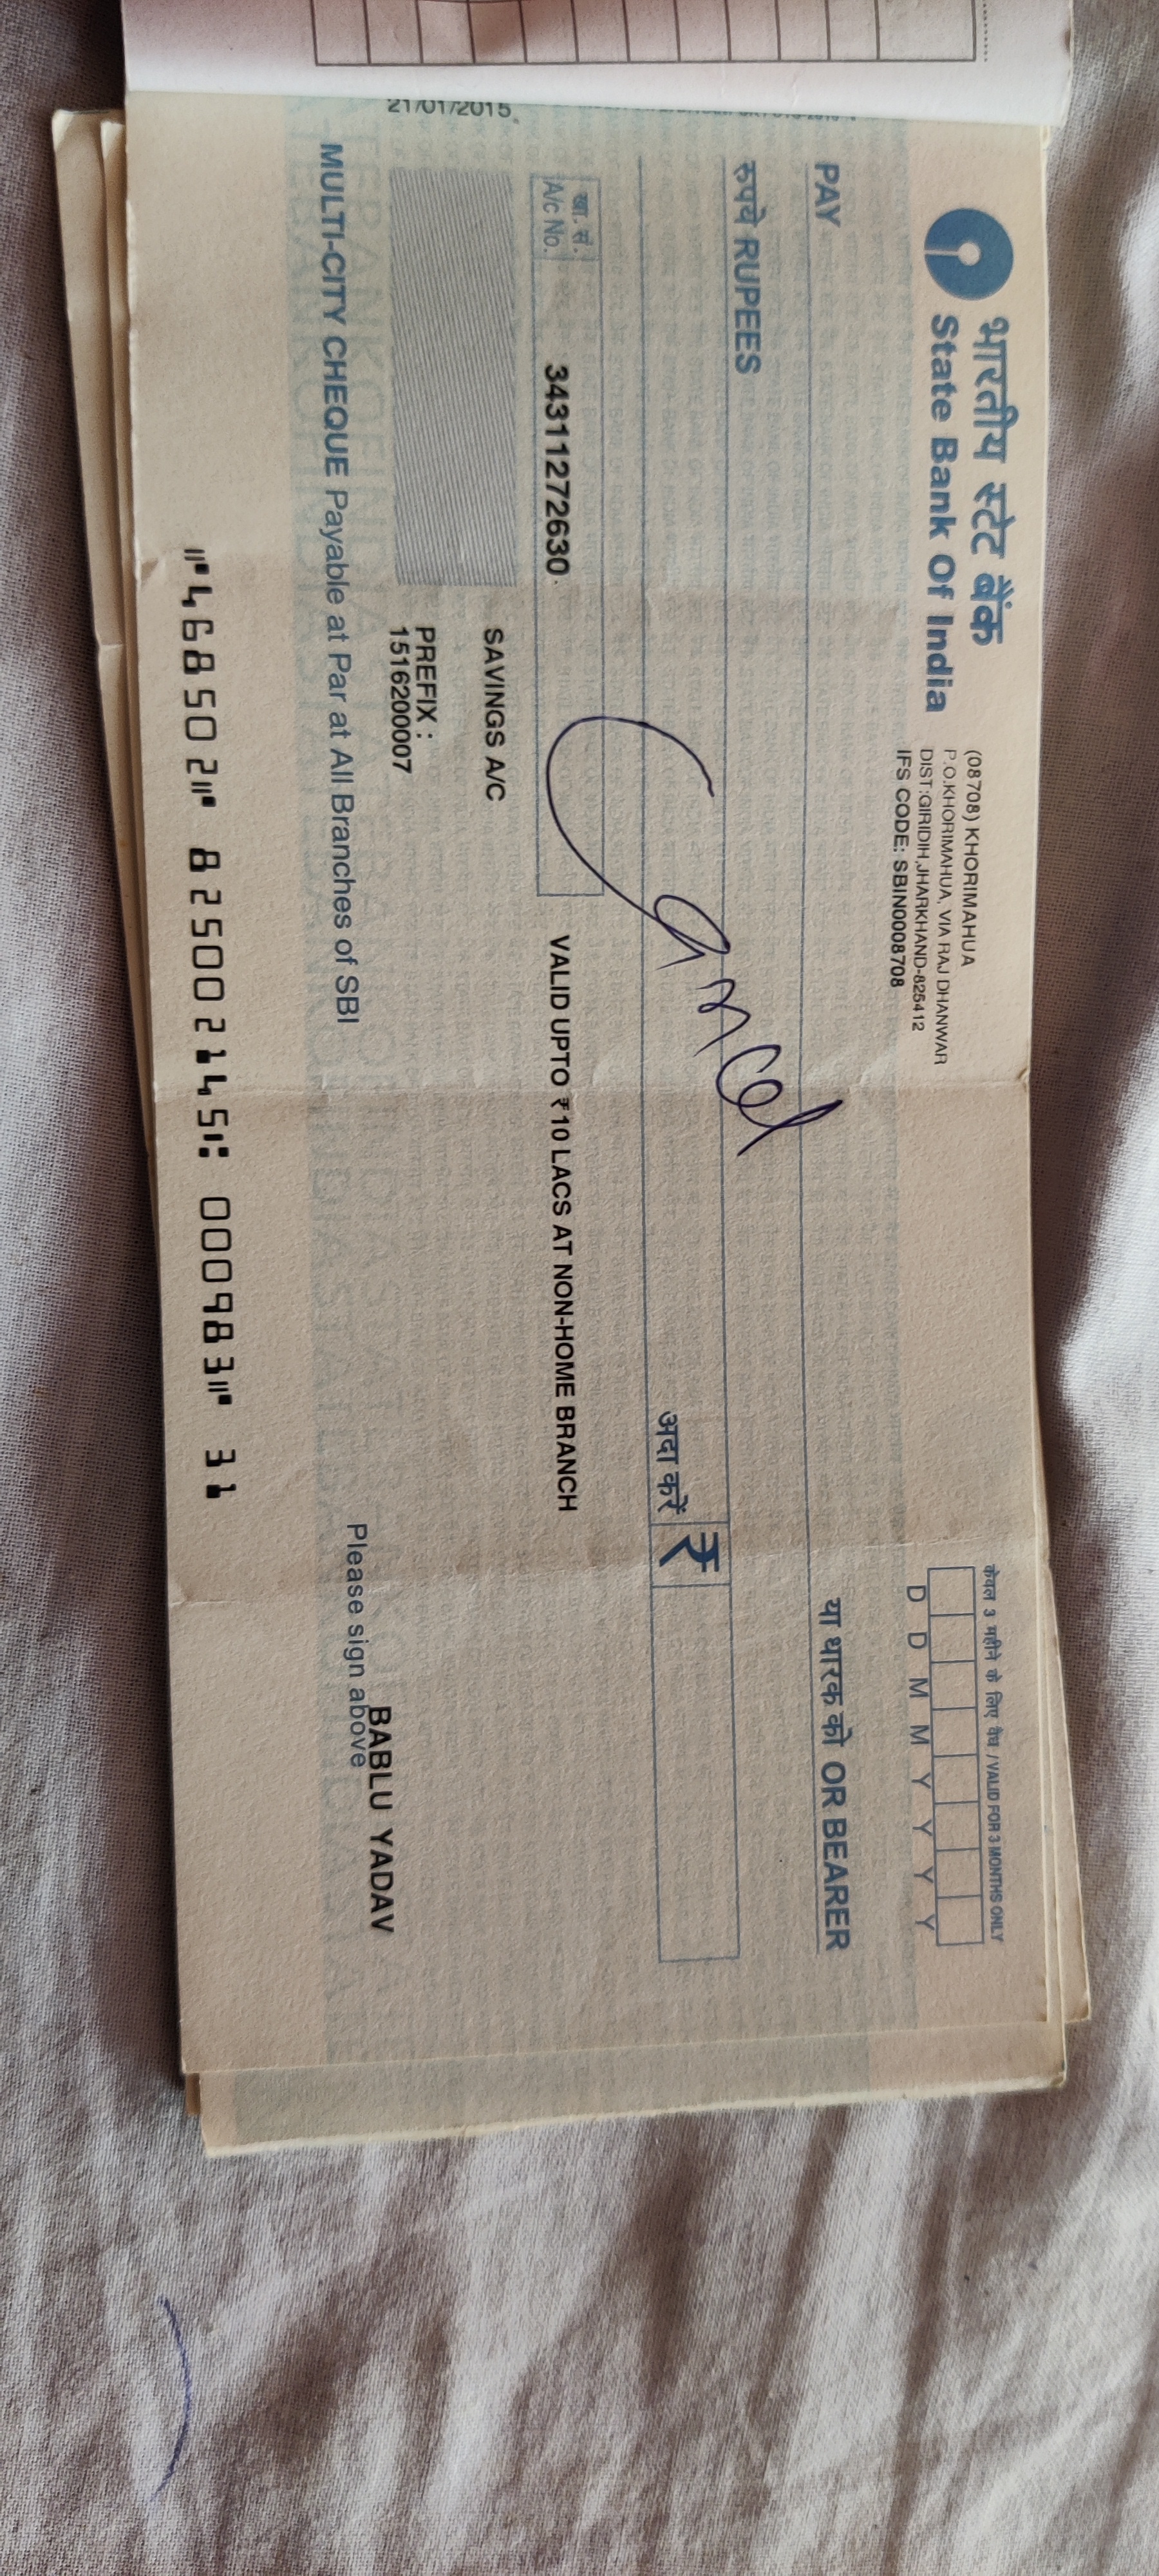 भारतीय स्टेट बैंक
State Bank Of India
(08708) KHORIMAHUA
P.O.KHORIMAHUA, VIA RAJ DHANWAR
DIST:GIRIDIH,JHARKHAND-825412
IFS CODE: SBIN0008708
केवल 3 महीने के लिए वैध / VALID FOR 3 MONTHS ONLY
D D M M Y Y Y Y
PAY
या धारक को OR BEARER
रुपये RUPEES
Cancel
अदा करें ₹
खा. सं.
A/c No.
34311272630
VALID UPTO ₹ 10 LACS AT NON-HOME BRANCH
SAVINGS A/C
PREFIX :
1516200007
21/01/2015
BABLU YADAV
MULTI-CITY CHEQUE Payable at Par at All Branches of SBI
Please sign above
⑈468502⑈ 825002145⑆ 000983⑈ 31